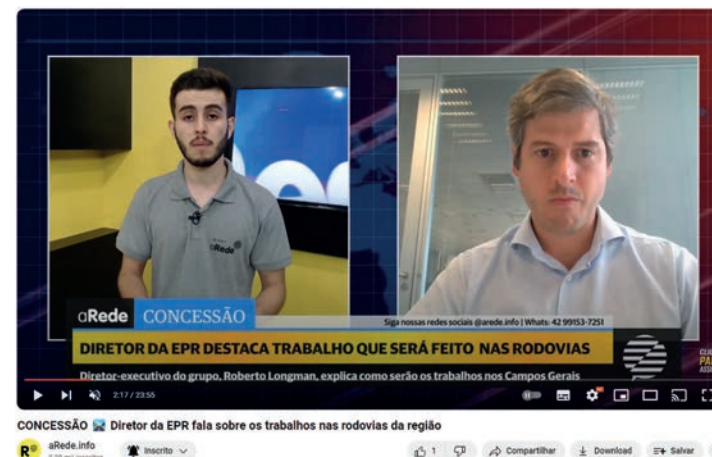 aRede
aRede CONCESSÃO
Siga nossas redes sociais @arede.info | Whats: 42 99153-7251
DIRETOR DA EPR DESTACA TRABALHO QUE SERÁ FEITO NAS RODOVIAS
Diretor-executivo do grupo, Roberto Longman, explica como serão os trabalhos nos Campos Gerais
2:17 / 23:55
CONCESSÃO Diretor da EPR fala sobre os trabalhos nas rodovias da região
R aRede.info
Inscrito
1 Compartilhar Download Salvar